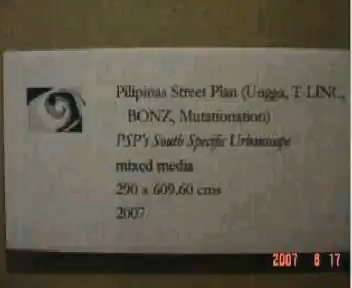 Pilipinas Street Plan (Ungga, T-LINC,
BONZ, Mutationation)
PSP's South Specific Urbanscape
mixed media
290 x 609.60 cms
2007
2007 8 17